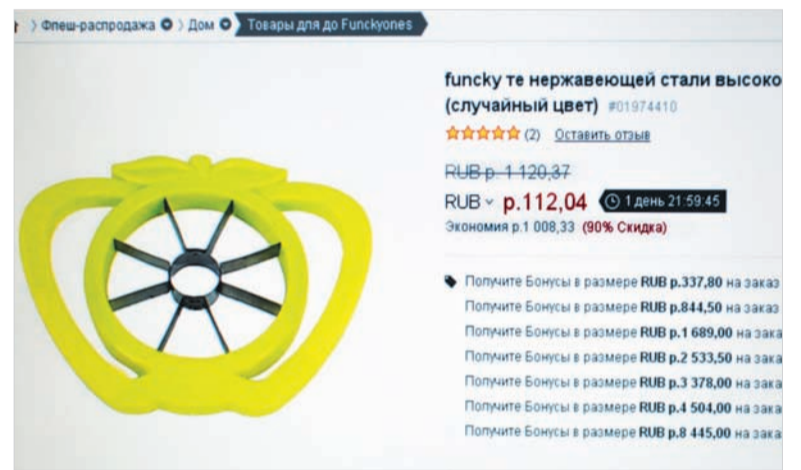 Флеш-распродажа Дом Товары для до Funckyones
funcky те нержавеющей стали высоко
(случайный цвет) #01974410
(2) Оставить отзыв
RUB р. 1 120,37
RUB р.112,04 1 день 21:59:45
Экономия р.1 008,33 (90% Скидка)
Получите Бонусы в размере RUB р.337,80 на заказ
Получите Бонусы в размере RUB р.844,50 на заказ
Получите Бонусы в размере RUB р.1 689,00 на зака
Получите Бонусы в размере RUB р.2 533,50 на зака
Получите Бонусы в размере RUB р.3 378,00 на зака
Получите Бонусы в размере RUB р.4 504,00 на зака
Получите Бонусы в размере RUB р.8 445,00 на зака